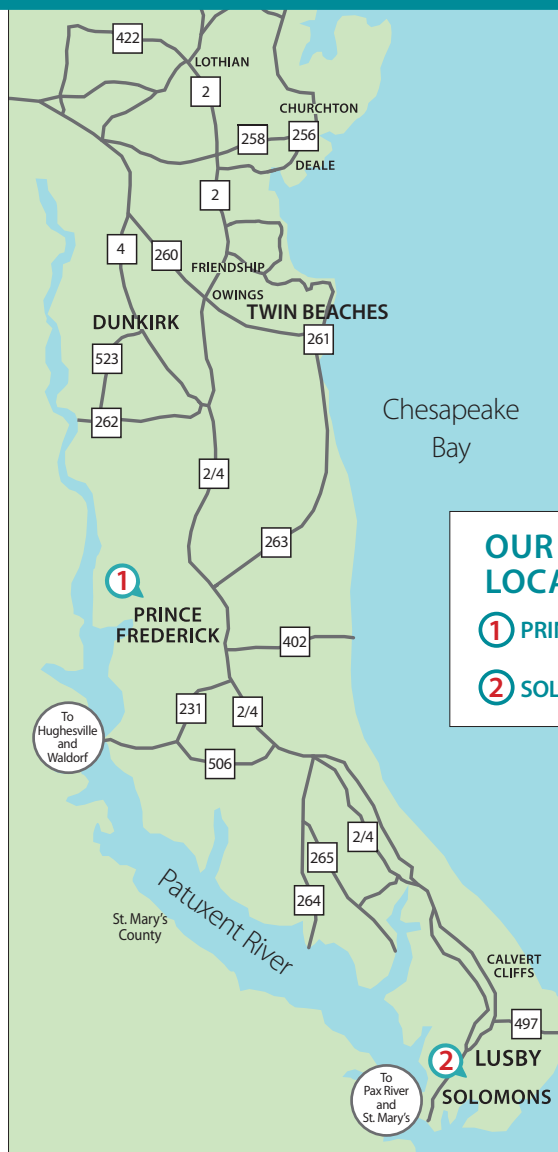 422
LOTHIAN
2
CHURCHTON
258
256
DEALE
2
4
260
FRIENDSHIP
OWINGS
TWIN BEACHES
DUNKIRK
261
523
262
Chesapeake
Bay
2/4
263
OUR
LOCA
1 PRIN
2 SOL
1
PRINCE
FREDERICK
402
231
2/4
To
Hughesville
and
Waldorf
506
2/4
265
264
Patuxent River
St. Mary's
County
CALVERT
CLIFFS
497
2
LUSBY
SOLOMONS
To
Pax River
and
St. Mary's